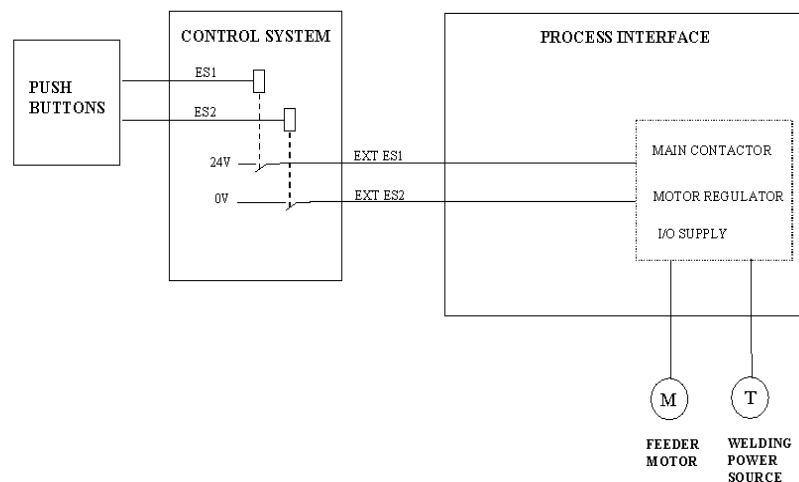 CONTROL SYSTEM
PROCESS INTERFACE
PUSH
BUTTONS
ES1
ES2
24V
0V
EXT ES1
EXT ES2
MAIN CONTACTOR
MOTOR REGULATOR
I/O SUPPLY
M
T
FEEDER
MOTOR
WELDING
POWER
SOURCE